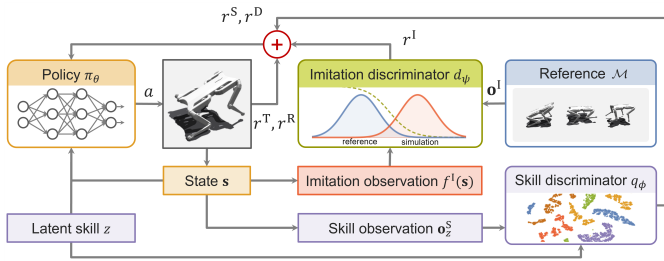 r^S, r^D
+
r^I
Policy π_θ
a
r^T, r^R
Imitation discriminator d_ψ
reference
simulation
o^I
Reference ℳ
State s
Imitation observation f^I(s)
Skill discriminator q_ϕ
Latent skill z
Skill observation o_z^S